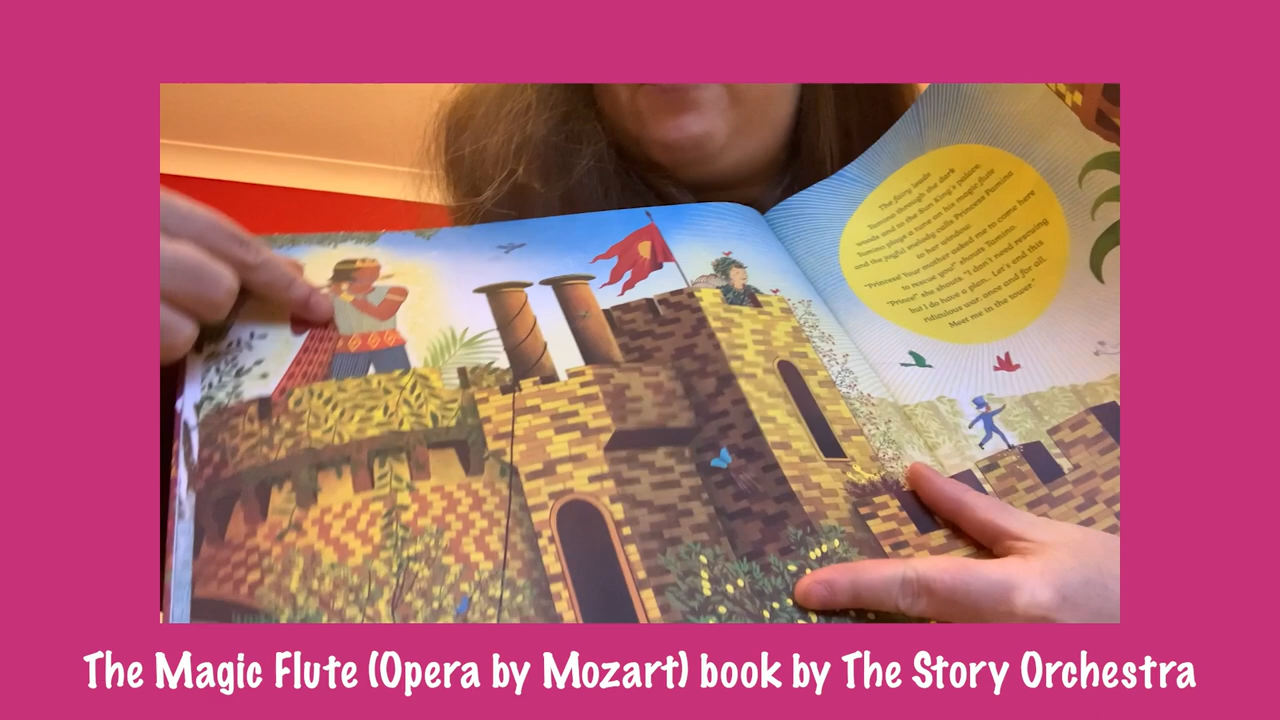 The fairy leads
Tamino through the dark
woods and to the Sun King's palace.
Tamino plays a tune on his magic flute
and the joyful melody calls Princess Pamina
to her window.
"Princess! Your mother asked me to come here
to rescue you!" shouts Tamino.
"Prince!" she shouts. "I don't need rescuing
but I do have a plan... Let's end this
ridiculous war, once and for all.
Meet me in the tower."
The Magic Flute (Opera by Mozart) book by The Story Orchestra